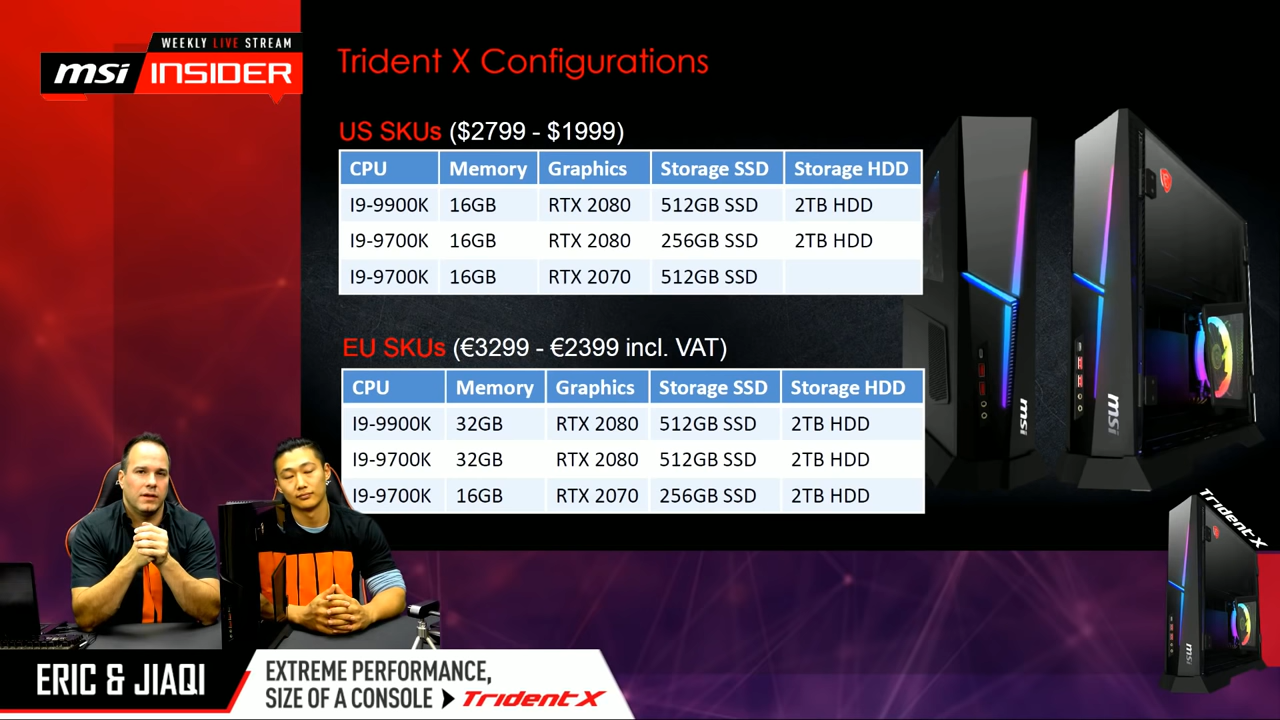 WEEKLY LIVE STREAM
msi INSIDER
Trident X Configurations
US SKUs ($2799 - $1999)
CPU Memory Graphics Storage SSD Storage HDD
I9-9900K 16GB RTX 2080 512GB SSD 2TB HDD
I9-9700K 16GB RTX 2080 256GB SSD 2TB HDD
I9-9700K 16GB RTX 2070 512GB SSD
EU SKUs (€3299 - €2399 incl. VAT)
CPU Memory Graphics Storage SSD Storage HDD
I9-9900K 32GB RTX 2080 512GB SSD 2TB HDD
I9-9700K 32GB RTX 2080 512GB SSD 2TB HDD
I9-9700K 16GB RTX 2070 256GB SSD 2TB HDD
msi
msi
Trident X
msi
ERIC & JIAQI
EXTREME PERFORMANCE,
SIZE OF A CONSOLE Trident X